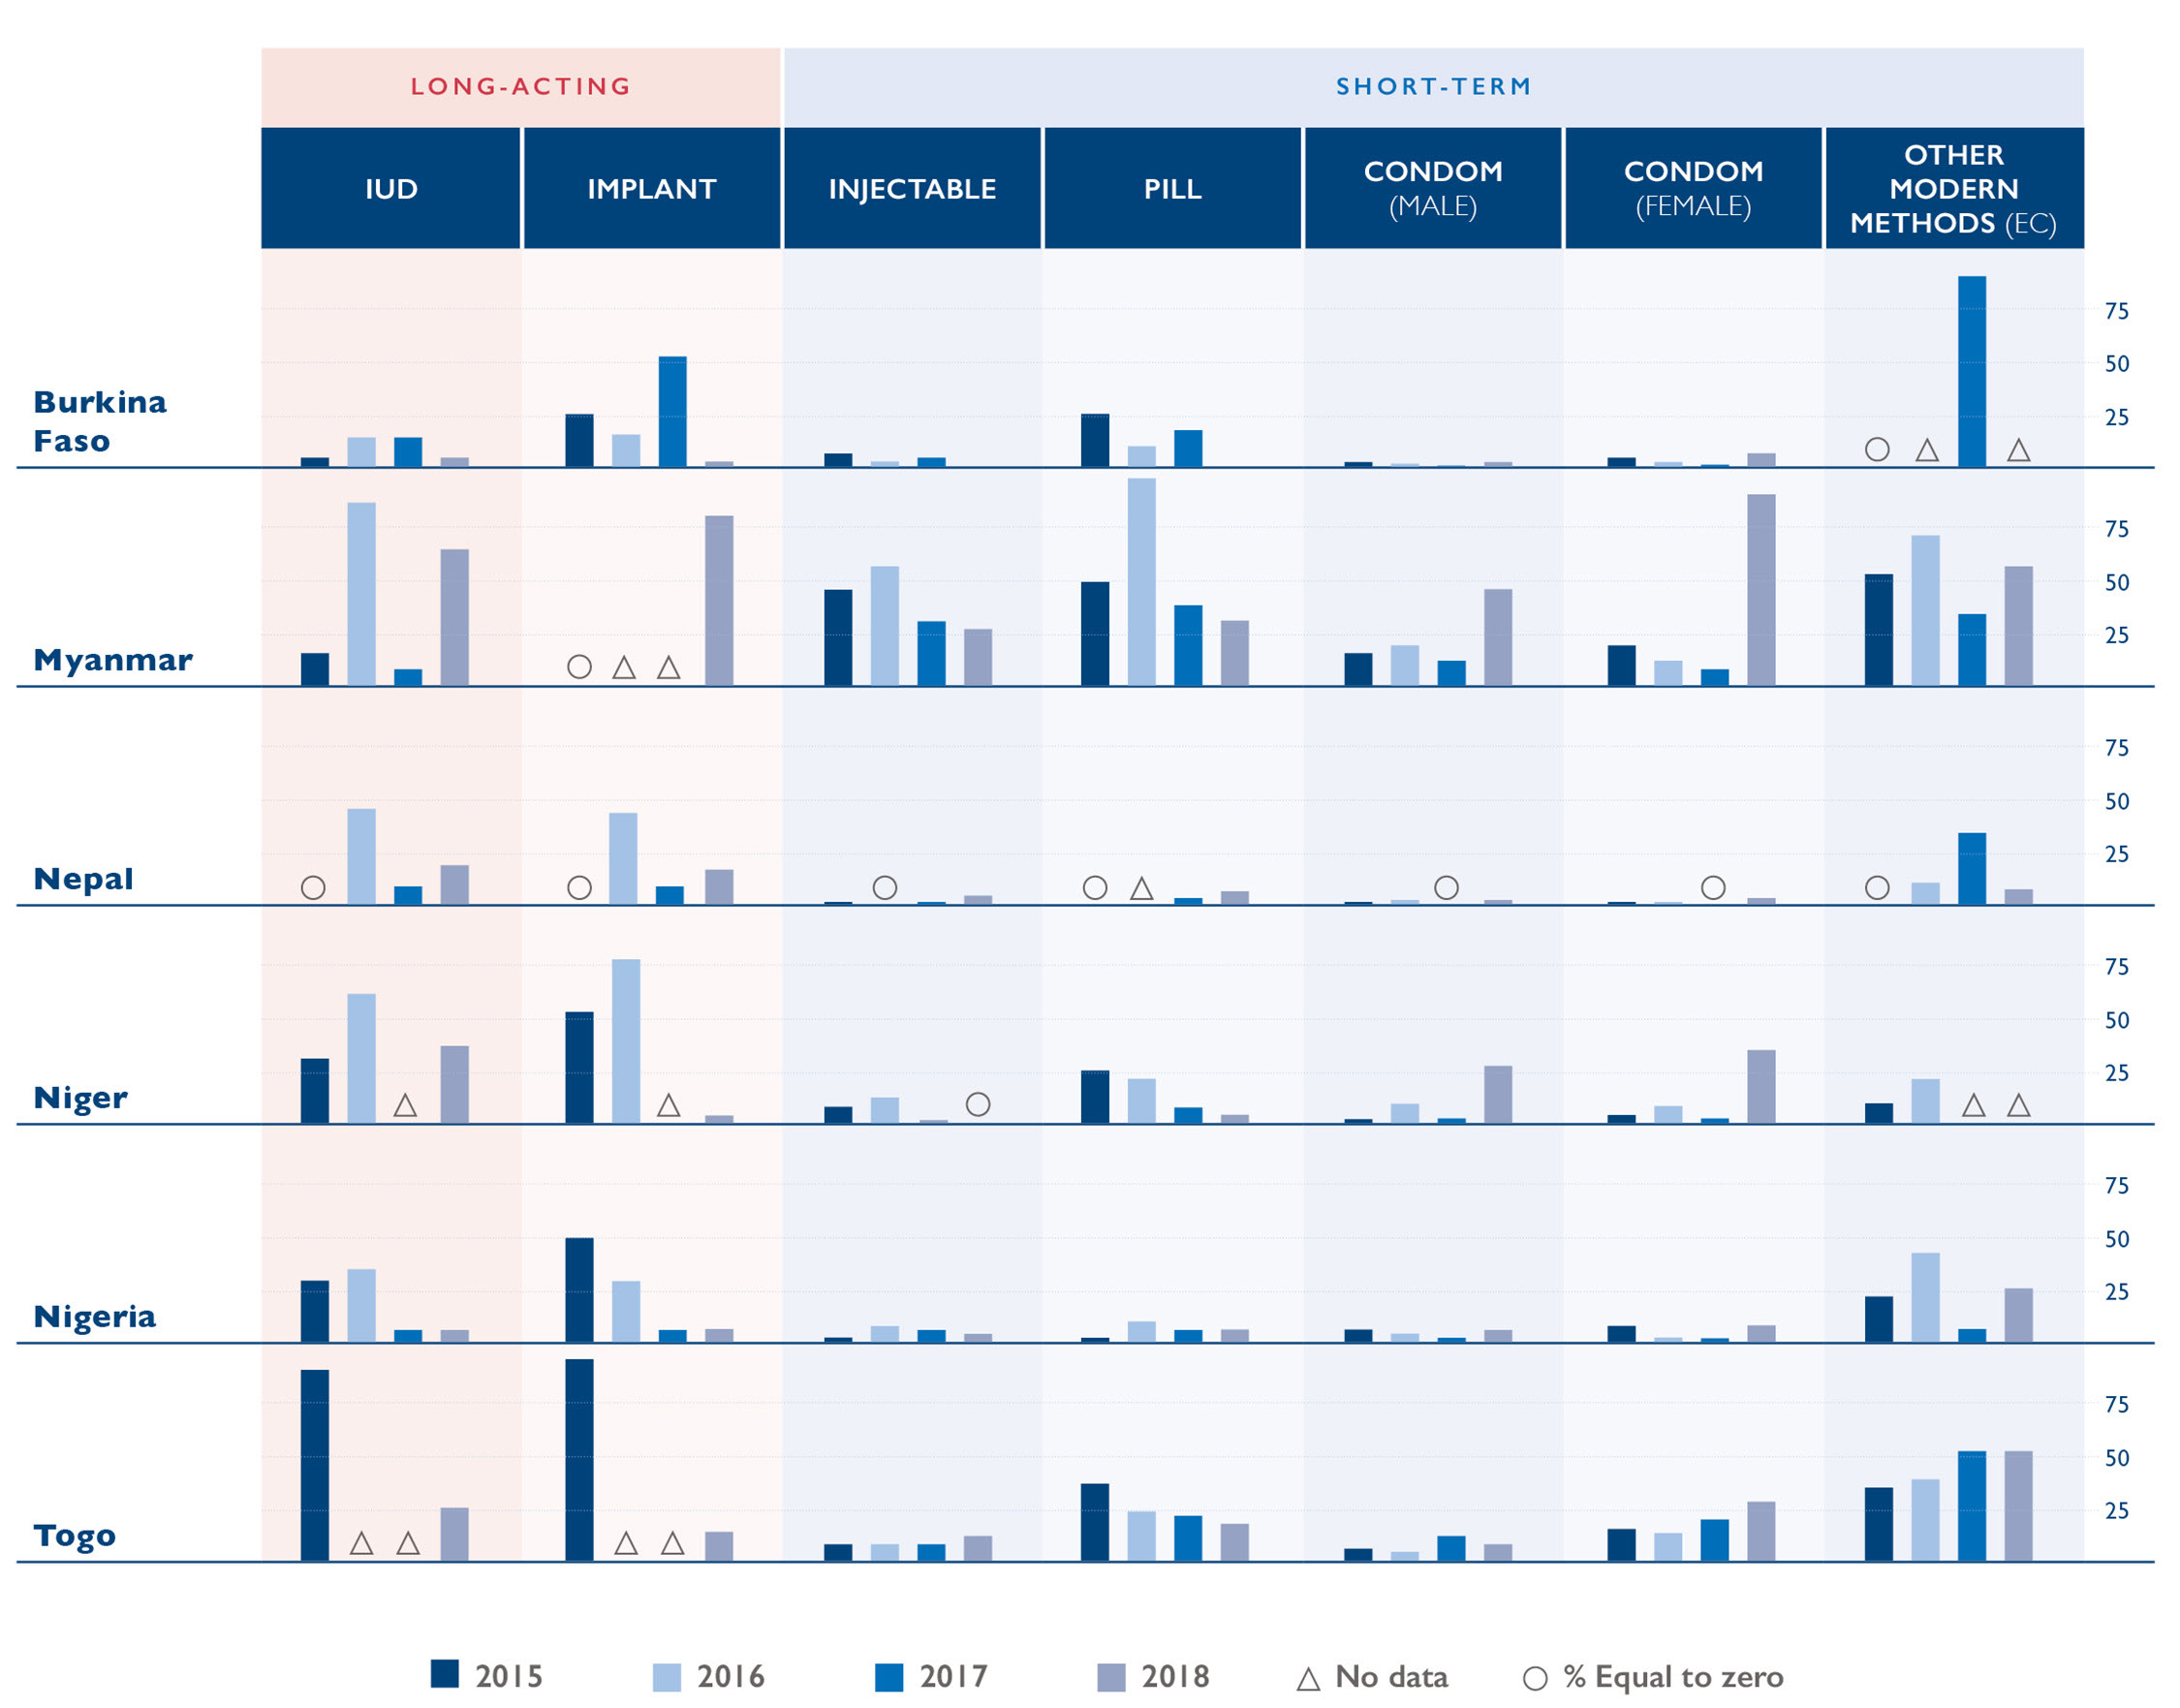 LONG-ACTING
SHORT-TERM
IUD
IMPLANT
INJECTABLE
PILL
CONDOM
(MALE)
CONDOM
(FEMALE)
OTHER
MODERN
METHODS (EC)
75
50
25
Burkina
Faso
75
50
25
Myanmar
75
50
25
Nepal
75
50
25
Niger
75
50
25
Nigeria
75
50
25
Togo
2015
2016
2017
2018
No data
% Equal to zero